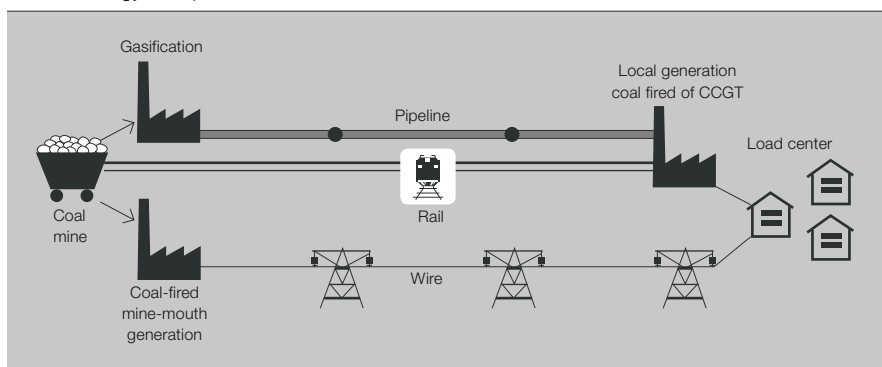 Gasification
Local generation
coal fired of CCGT
Pipeline
Load center
Coal
mine
Rail
Wire
Coal-fired
mine-mouth
generation